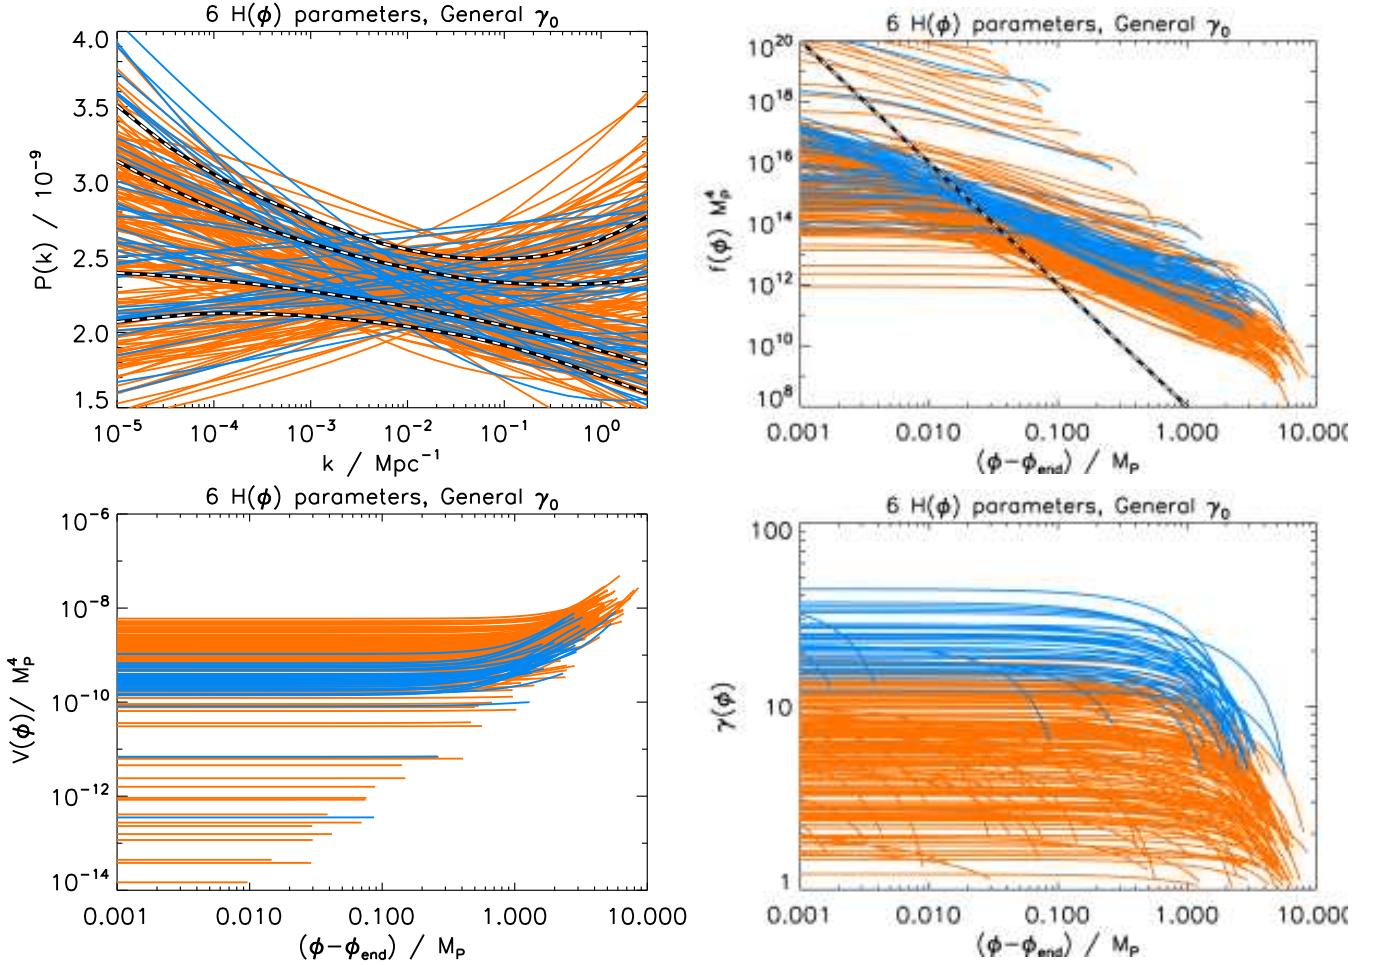 6 H(ϕ) parameters, General γ₀
P(k) / 10⁻⁹
4.0
3.5
3.0
2.5
2.0
1.5
10⁻⁵ 10⁻⁴ 10⁻³ 10⁻² 10⁻¹ 10⁰
k / Mpc⁻¹
6 H(ϕ) parameters, General γ₀
f(ϕ) M_P⁴
10²⁰
10¹⁸
10¹⁶
10¹⁴
10¹²
10¹⁰
10⁸
0.001 0.010 0.100 1.000 10.000
(ϕ−ϕ_end) / M_P
6 H(ϕ) parameters, General γ₀
V(ϕ)/ M_P⁴
10⁻⁶
10⁻⁸
10⁻¹⁰
10⁻¹²
10⁻¹⁴
0.001 0.010 0.100 1.000 10.000
(ϕ−ϕ_end) / M_P
6 H(ϕ) parameters, General γ₀
γ(ϕ)
100
10
1
0.001 0.010 0.100 1.000 10.000
(ϕ−ϕ_end) / M_P